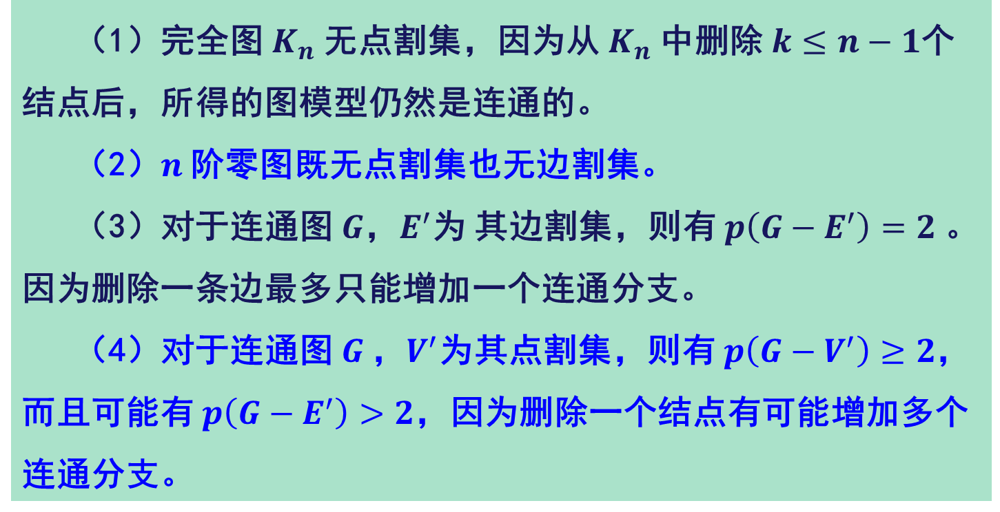 （1）完全图 Kₙ 无点割集，因为从 Kₙ 中删除 k ≤ n − 1个
结点后，所得的图模型仍然是连通的。
（2）n 阶零图既无点割集也无边割集。
（3）对于连通图 G，E′为 其边割集，则有 p(G − E′) = 2 。
因为删除一条边最多只能增加一个连通分支。
（4）对于连通图 G ，V′为其点割集，则有 p(G − V′) ≥ 2，
而且可能有 p(G − E′) > 2，因为删除一个结点有可能增加多个
连通分支。